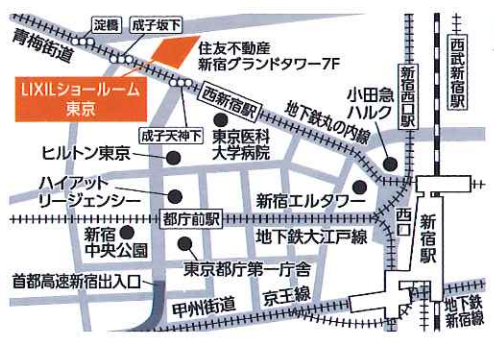 淀橋
成子坂下
青梅街道
住友不動産
新宿グランドタワー7F
LIXILショールーム
東京
西新宿駅
成子天神下
東京医科
大学病院
地下鉄丸の内線
小田急
ハルク
新宿西口駅
西武新宿駅
ヒルトン東京
ハイアット
リージェンシー
新宿エルタワー
都庁前駅
地下鉄大江戸線
西口
新宿駅
新宿
中央公園
東京都庁第一庁舎
首都高速新宿出入口
甲州街道
京王線
地下鉄
新宿線